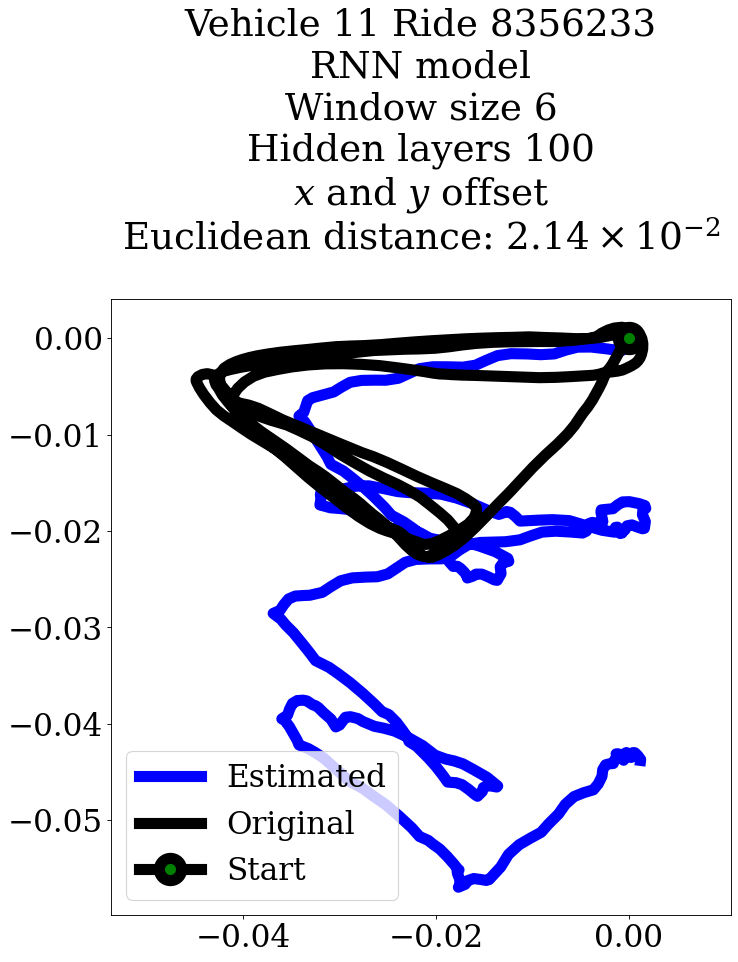 Vehicle 11 Ride 8356233
RNN model
Window size 6
Hidden layers 100
x and y offset
Euclidean distance: 2.14 × 10⁻²
0.00
−0.01
−0.02
−0.03
−0.04
−0.05
Estimated
Original
Start
−0.04 −0.02 0.00